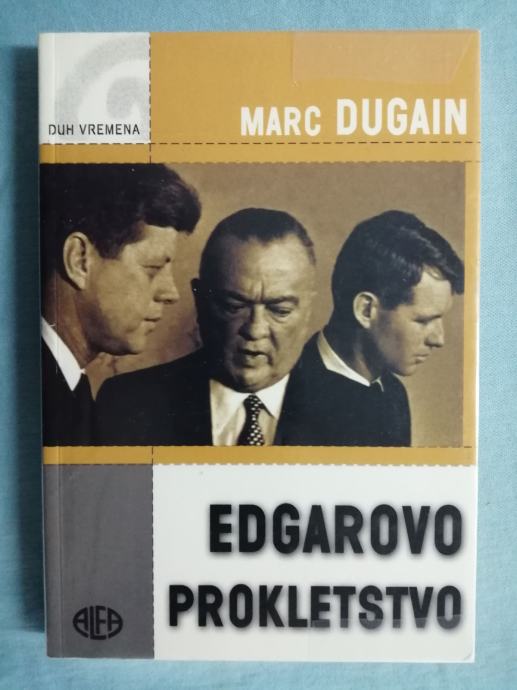 DUH VREMENA
MARC DUGAIN
EDGAROVO
PROKLETSTVO
ALFA